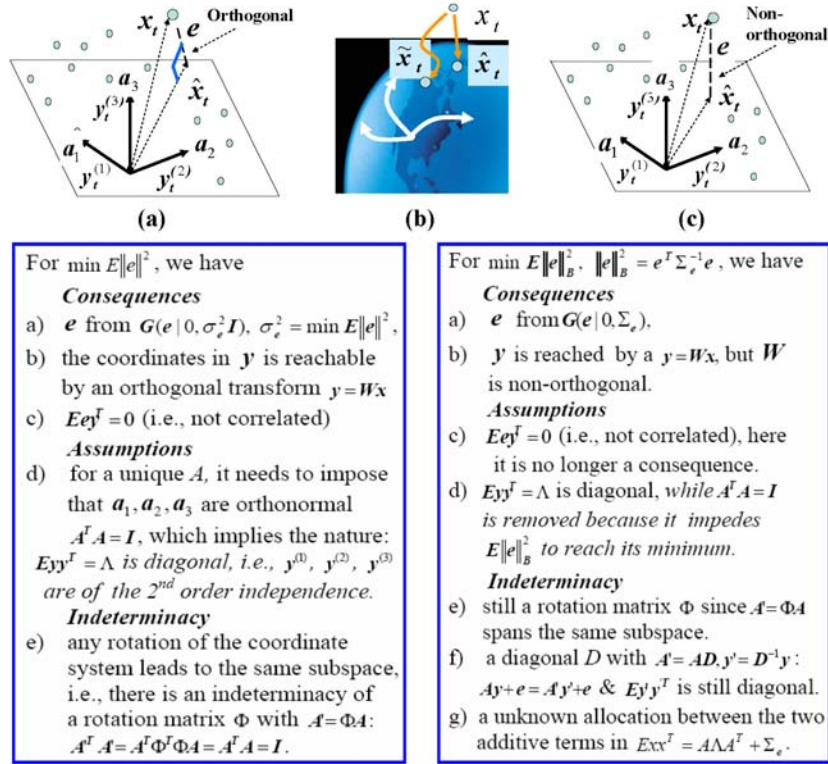 x_t
e
Orthogonal
x̂_t
a_3
y_t^(3)
a_1
y_t^(1)
y_t^(2)
a_2
(a)
x_t
x̃_t
x̂_t
(b)
x_t
Non-
orthogonal
e
x̂_t
a_3
a_1
y_t^(1)
y_t^(2)
a_2
(c)
For min E‖e‖², we have
Consequences
a) e from G(e | 0, σ_e² I), σ_e² = min E‖e‖²,
b) the coordinates in y is reachable
by an orthogonal transform y = Wx
c) Eey^T = 0 (i.e., not correlated)
Assumptions
d) for a unique A, it needs to impose
that a_1, a_2, a_3 are orthonormal
A^T A = I, which implies the nature:
Eyy^T = Λ is diagonal, i.e., y^(1), y^(2), y^(3)
are of the 2nd order independence.
Indeterminacy
e) any rotation of the coordinate
system leads to the same subspace,
i.e., there is an indeterminacy of
a rotation matrix Φ with A' = ΦA:
A'^T A' = A^T Φ^T ΦA = A^T A = I.
For min E‖e‖_B², ‖e‖_B² = e^T Σ_e^-1 e, we have
Consequences
a) e from G(e | 0, Σ_e),
b) y is reached by a y = Wx, but W
is non-orthogonal.
Assumptions
c) Eey^T = 0 (i.e., not correlated), here
it is no longer a consequence.
d) Eyy^T = Λ is diagonal, while A^T A = I
is removed because it impedes
E‖e‖_B² to reach its minimum.
Indeterminacy
e) still a rotation matrix Φ since A' = ΦA
spans the same subspace.
f) a diagonal D with A' = AD, y' = D^-1 y :
Ay + e = A'y' + e & Ey'y'^T is still diagonal.
g) a unknown allocation between the two
additive terms in Exx^T = AΛA^T + Σ_e.